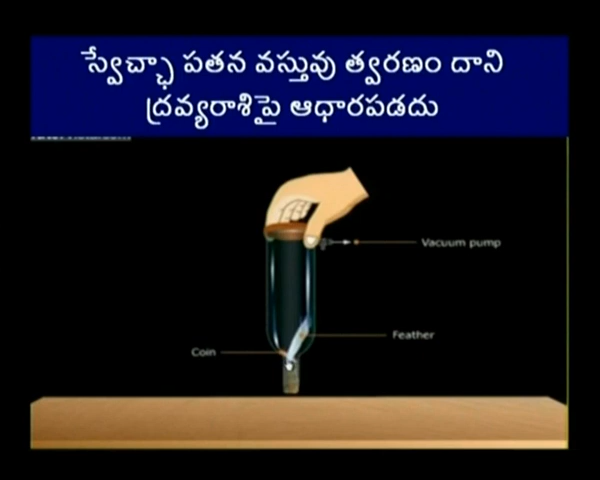 స్వేచ్ఛా పతన వస్తువు త్వరణం దాని
ద్రవ్యరాశిపై ఆధారపడదు
Vacuum pump
Feather
Coin